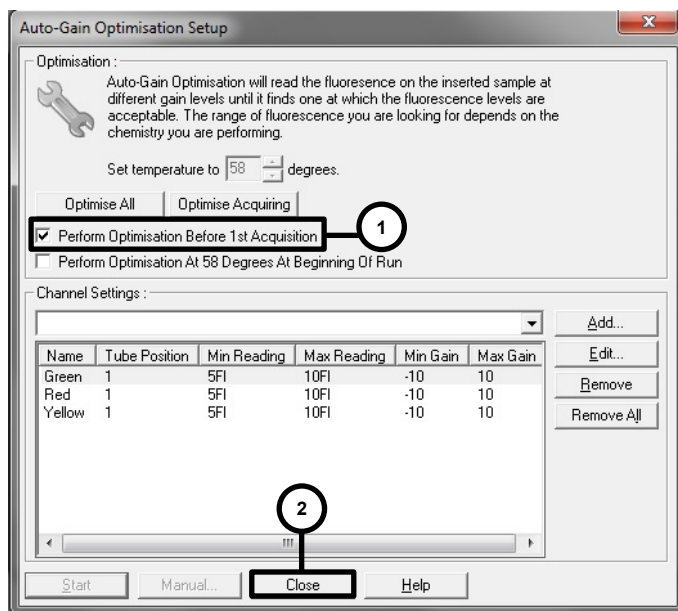 Auto-Gain Optimisation Setup
Optimisation :
Auto-Gain Optimisation will read the fluoresence on the inserted sample at
different gain levels until it finds one at which the fluorescence levels are
acceptable. The range of fluorescence you are looking for depends on the
chemistry you are performing.
Set temperature to 58 degrees.
Optimise All Optimise Acquiring
Perform Optimisation Before 1st Acquisition 1
Perform Optimisation At 58 Degrees At Beginning Of Run
Channel Settings :
Add...
Name Tube Position Min Reading Max Reading Min Gain Max Gain Edit...
Green 1 5Fl 10Fl -10 10
Red 1 5Fl 10Fl -10 10 Remove
Yellow 1 5Fl 10Fl -10 10 Remove All
2
Start Manual... Close Help